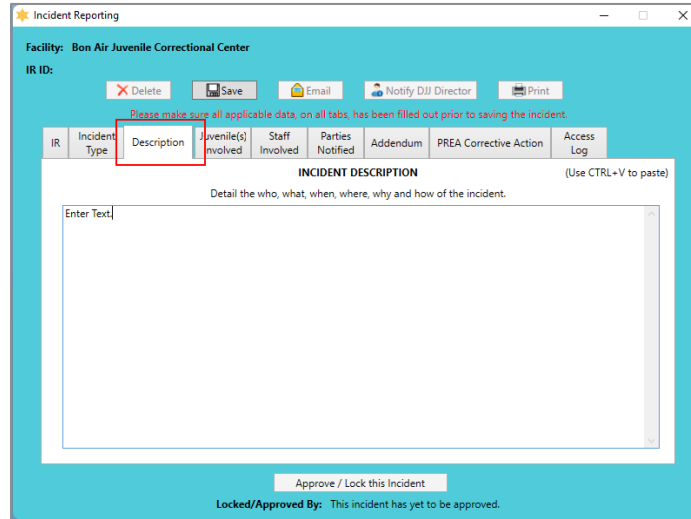 Incident Reporting
Facility: Bon Air Juvenile Correctional Center
IR ID:
Delete Save Email Notify DJJ Director Print
Please make sure all applicable data, on all tabs, has been filled out prior to saving the incident.
IR Incident Type Description Juvenile(s) Involved Staff Involved Parties Notified Addendum PREA Corrective Action Access Log
INCIDENT DESCRIPTION (Use CTRL+V to paste)
Detail the who, what, when, where, why and how of the incident.
Enter Text.
Approve / Lock this Incident
Locked/Approved By: This incident has yet to be approved.